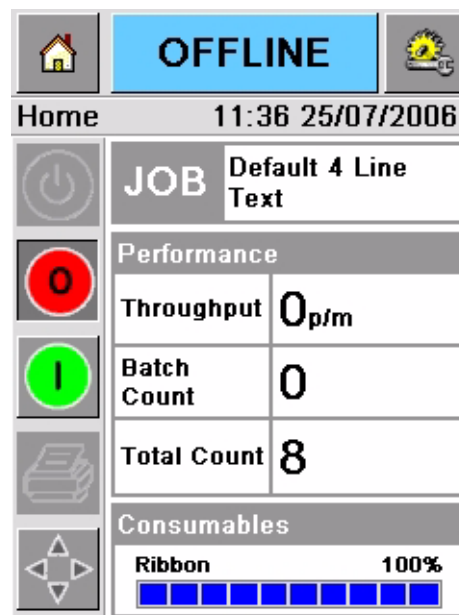 OFFLINE
Home 11:36 25/07/2006
JOB Default 4 Line
Text
O
I
Performance
Throughput 0p/m
Batch
Count 0
Total Count 8
Consumables
Ribbon 100%